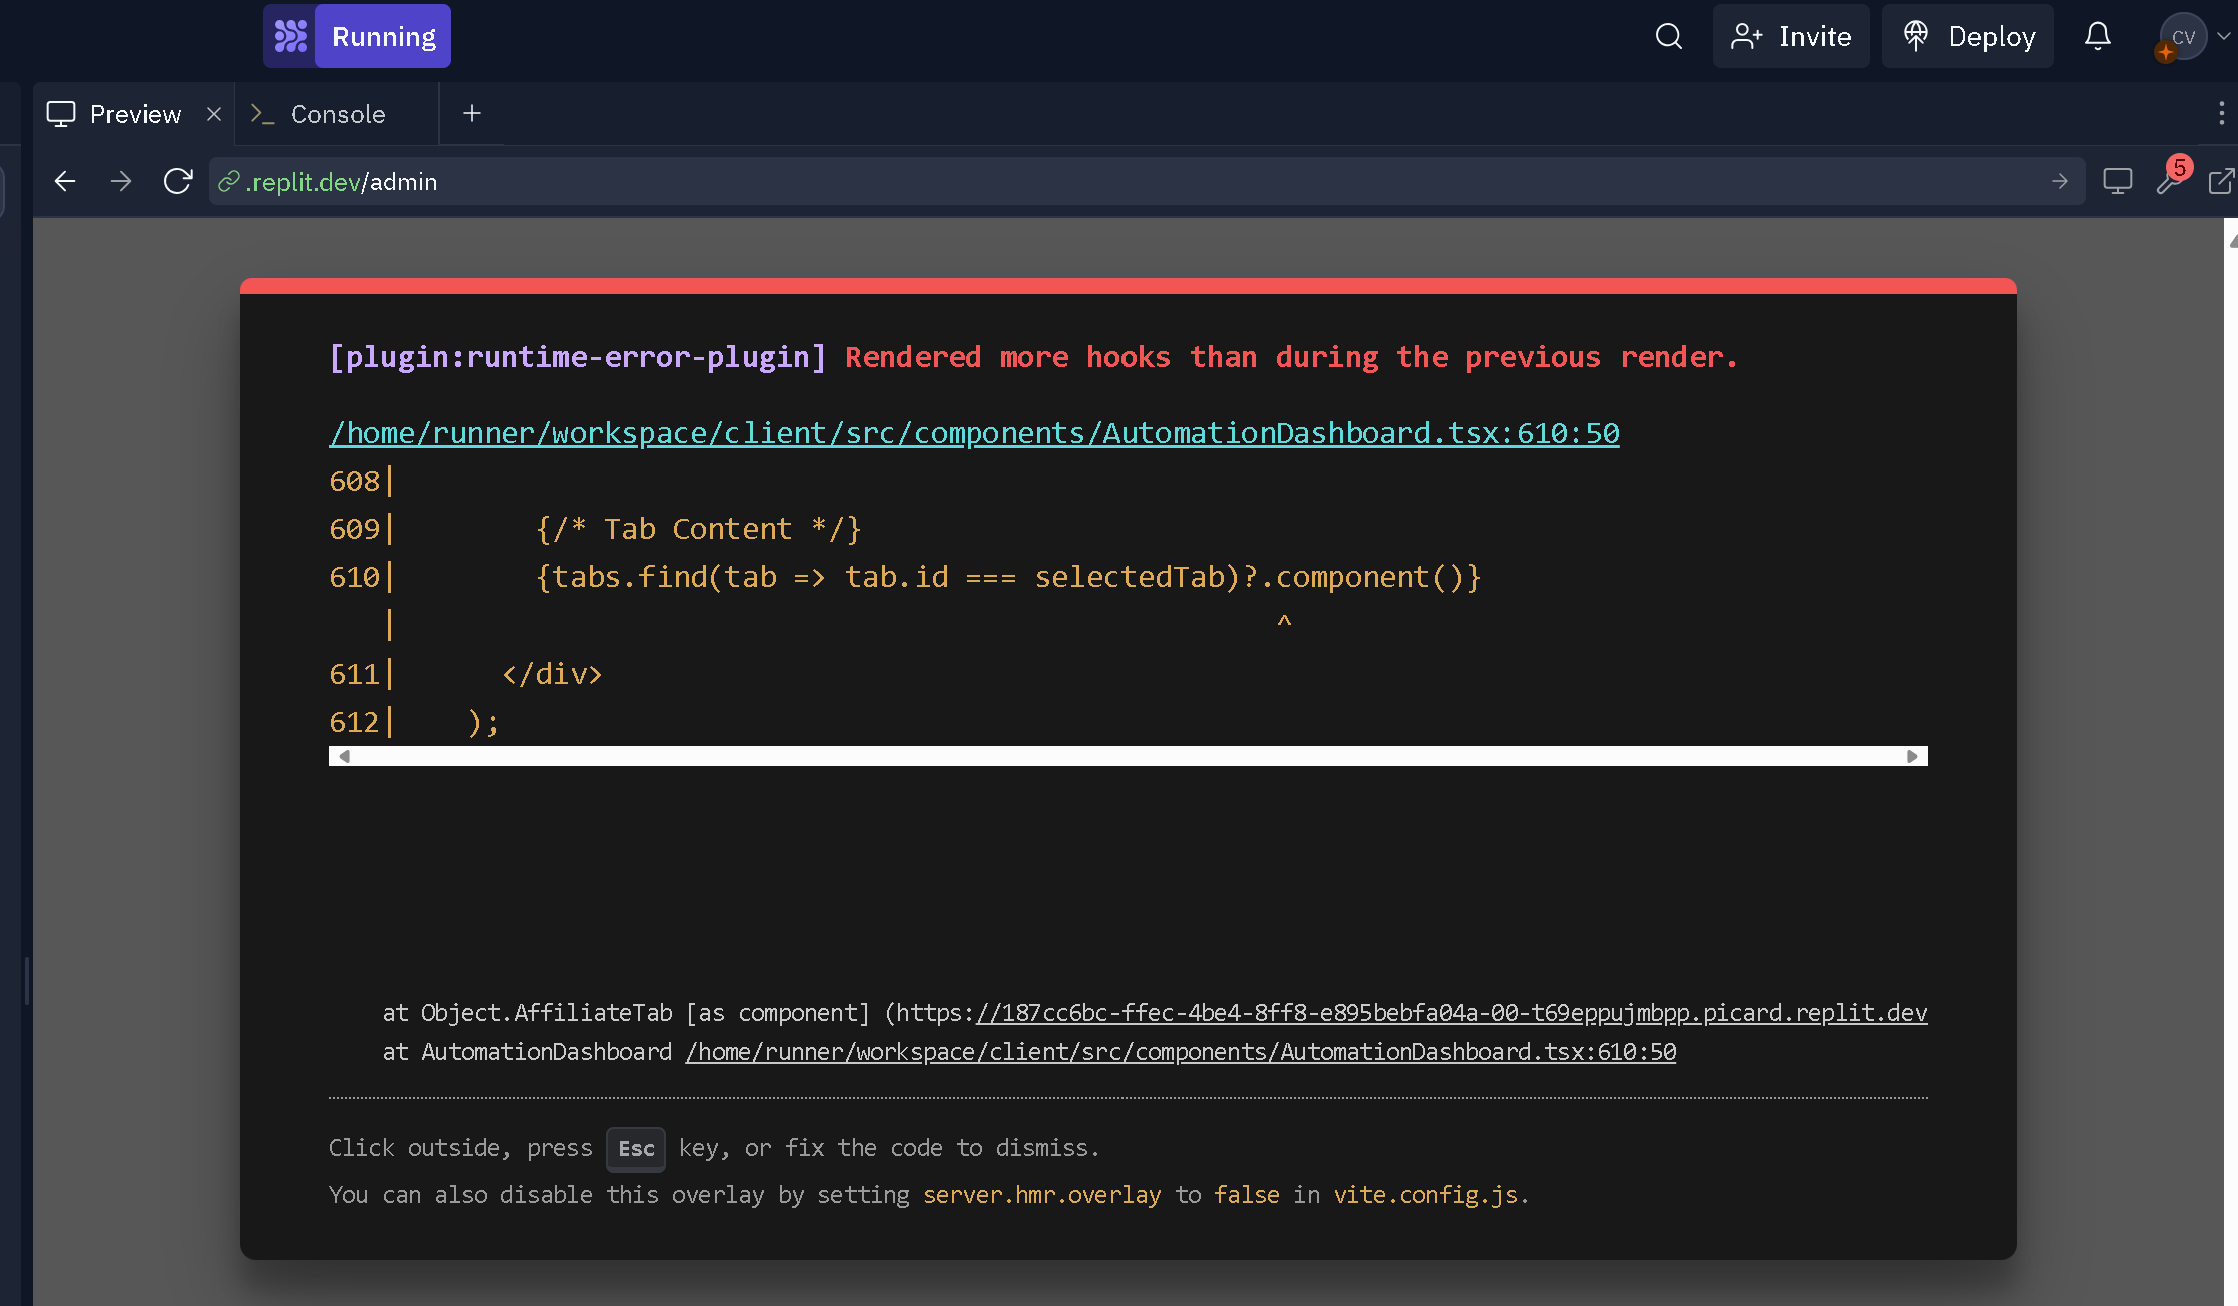 Running
Invite
Deploy
CV
Preview
Console
.replit.dev/admin
5
[plugin:runtime-error-plugin] Rendered more hooks than during the previous render.
/home/runner/workspace/client/src/components/AutomationDashboard.tsx:610:50
608|
609|        {/* Tab Content */}
610|        {tabs.find(tab => tab.id === selectedTab)?.component()}
   |                                                   ^
611|      </div>
612|    );
at Object.AffiliateTab [as component] (https://187cc6bc-ffec-4be4-8ff8-e895bebfa04a-00-t69eppujmbpp.picard.replit.dev
at AutomationDashboard /home/runner/workspace/client/src/components/AutomationDashboard.tsx:610:50
Click outside, press Esc key, or fix the code to dismiss.
You can also disable this overlay by setting server.hmr.overlay to false in vite.config.js.